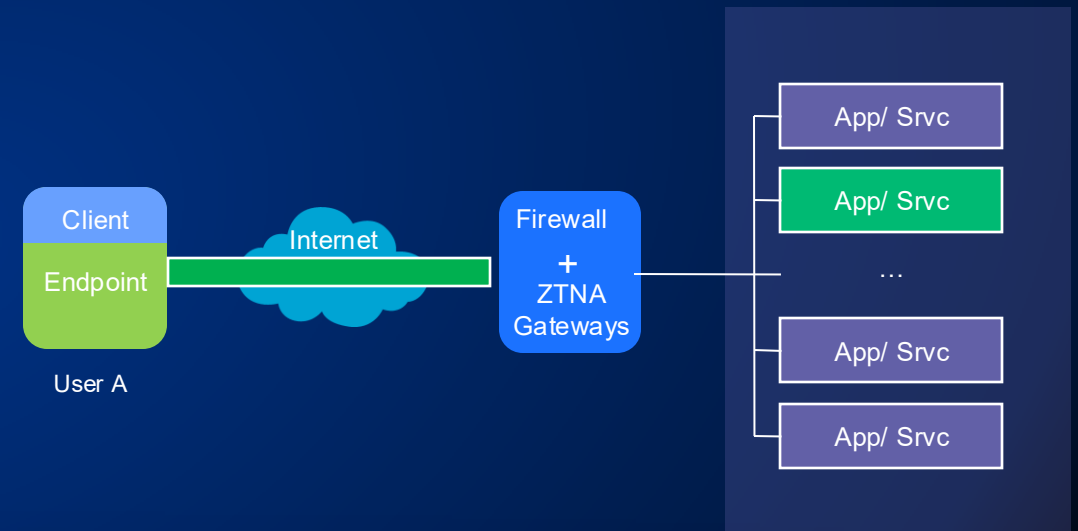 Client
Endpoint
User A
Internet
Firewall
+
ZTNA
Gateways
App/ Srvc
App/ Srvc
...
App/ Srvc
App/ Srvc